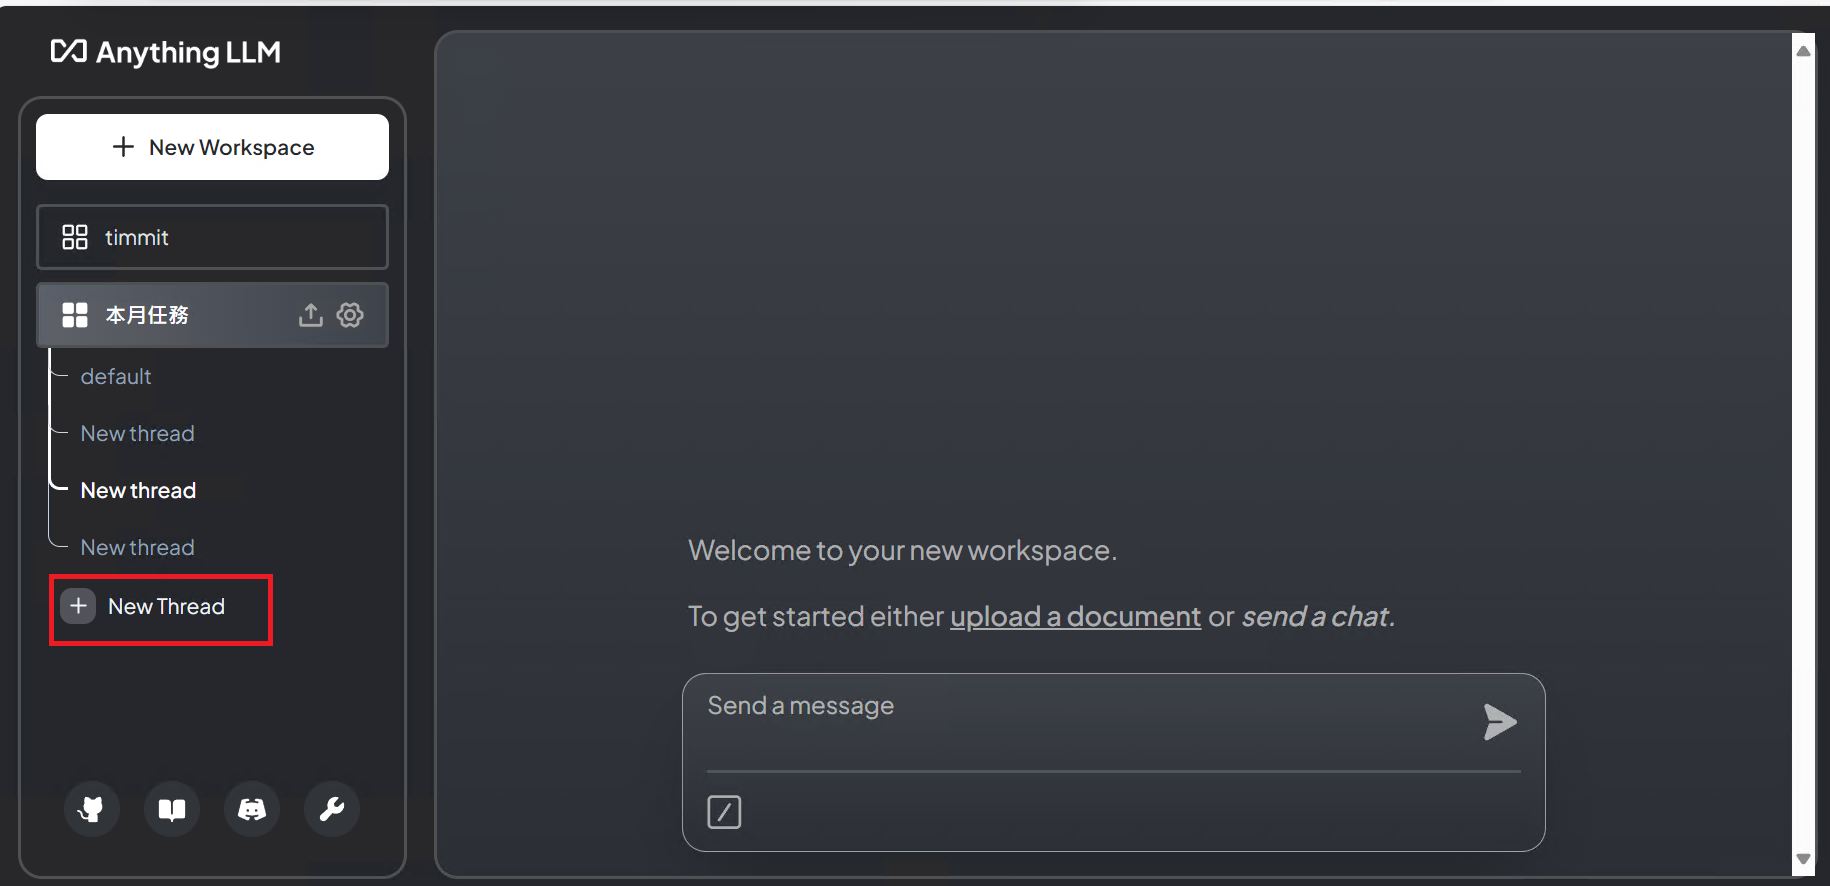 Anything LLM
New Workspace
timmit
本月任務
default
New thread
New thread
New thread
New Thread
Welcome to your new workspace.
To get started either upload a document or send a chat.
Send a message